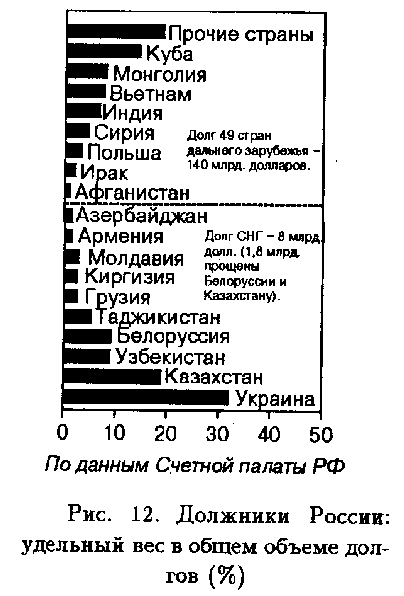 Прочие страны
Куба
Монголия
Вьетнам
Индия
Сирия
Польша
Ирак
Афганистан
Долг 49 стран
дальнего зарубежья –
140 млрд. долларов.
Азербайджан
Армения
Молдавия
Киргизия
Грузия
Таджикистан
Белоруссия
Узбекистан
Казахстан
Украина
Долг СНГ – 8 млрд.
долл. (1,8 млрд.
прощены
Белоруссии и
Казахстану).
0 10 20 30 40 50
По данным Счетной палаты РФ
Рис. 12. Должники России:
удельный вес в общем объеме дол-
гов (%)